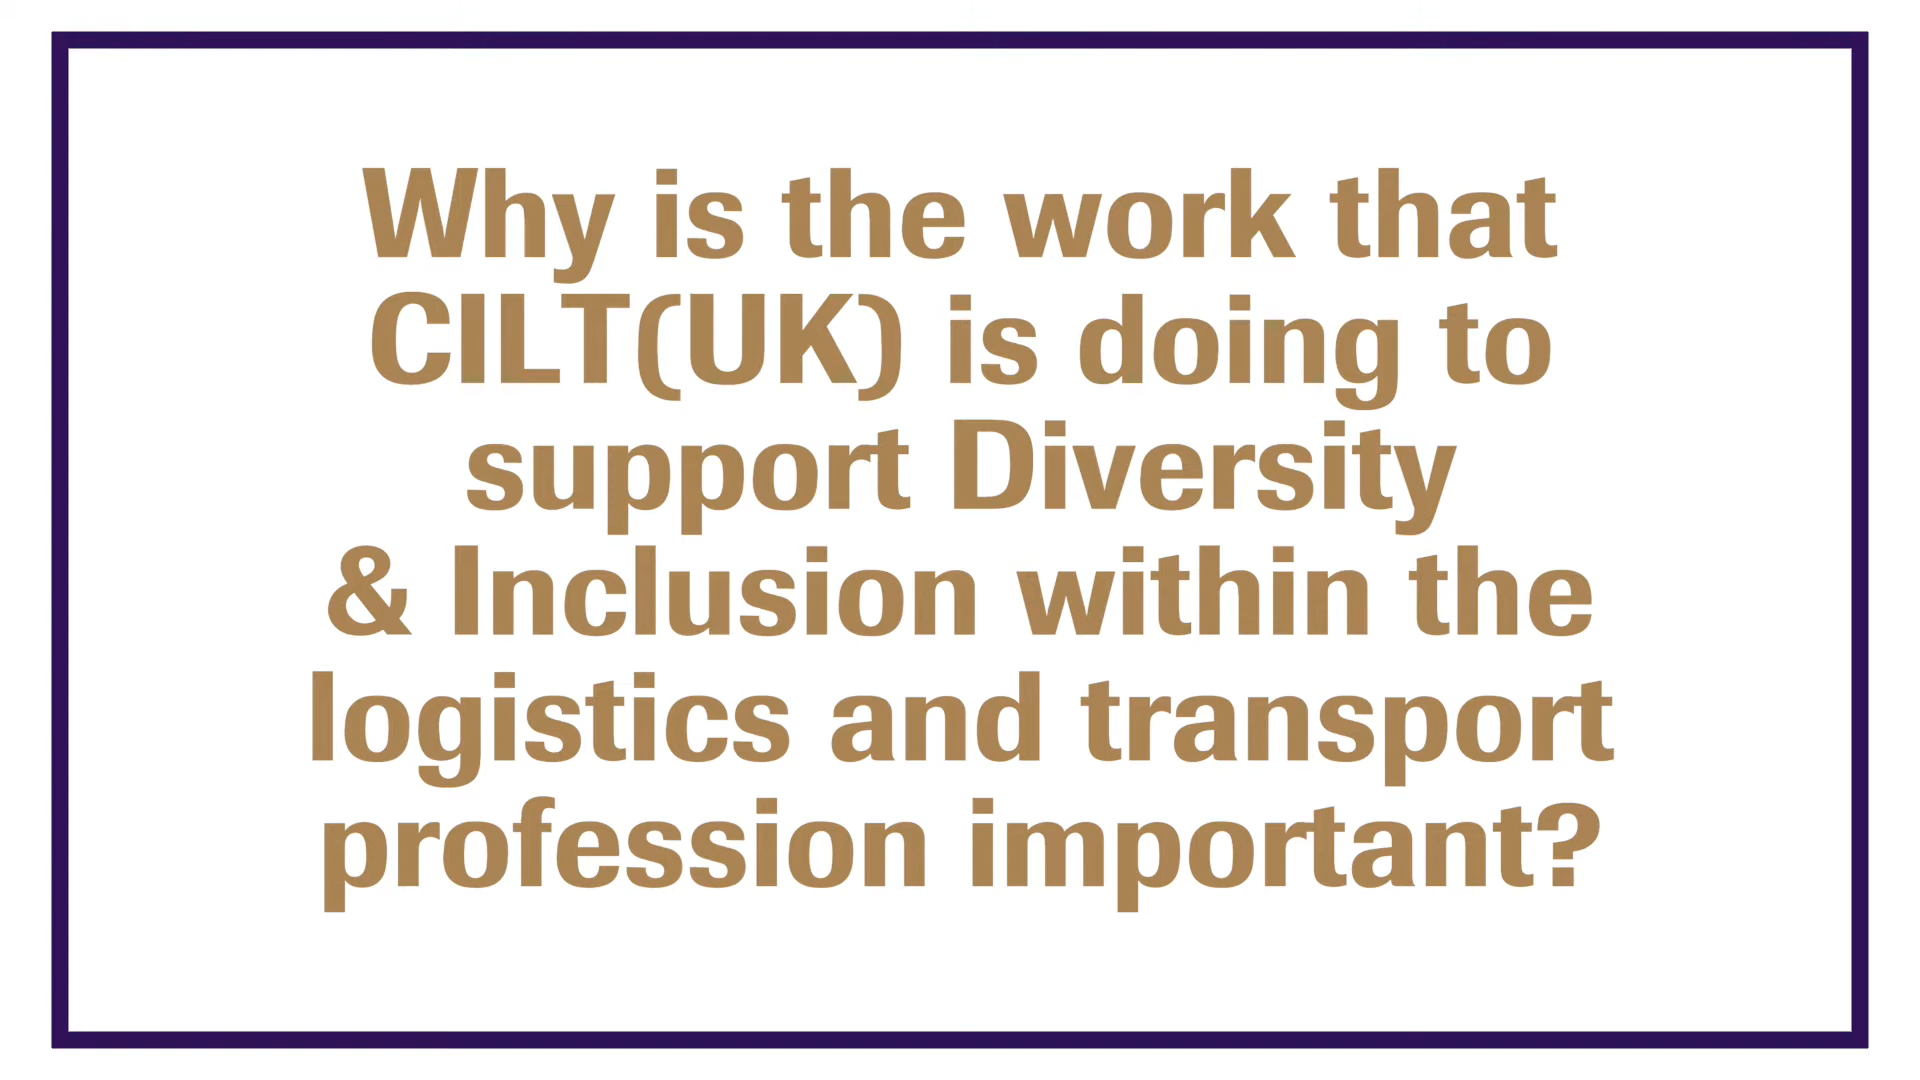 Why is the work that
CILT(UK) is doing to
support Diversity
& Inclusion within the
logistics and transport
profession important?